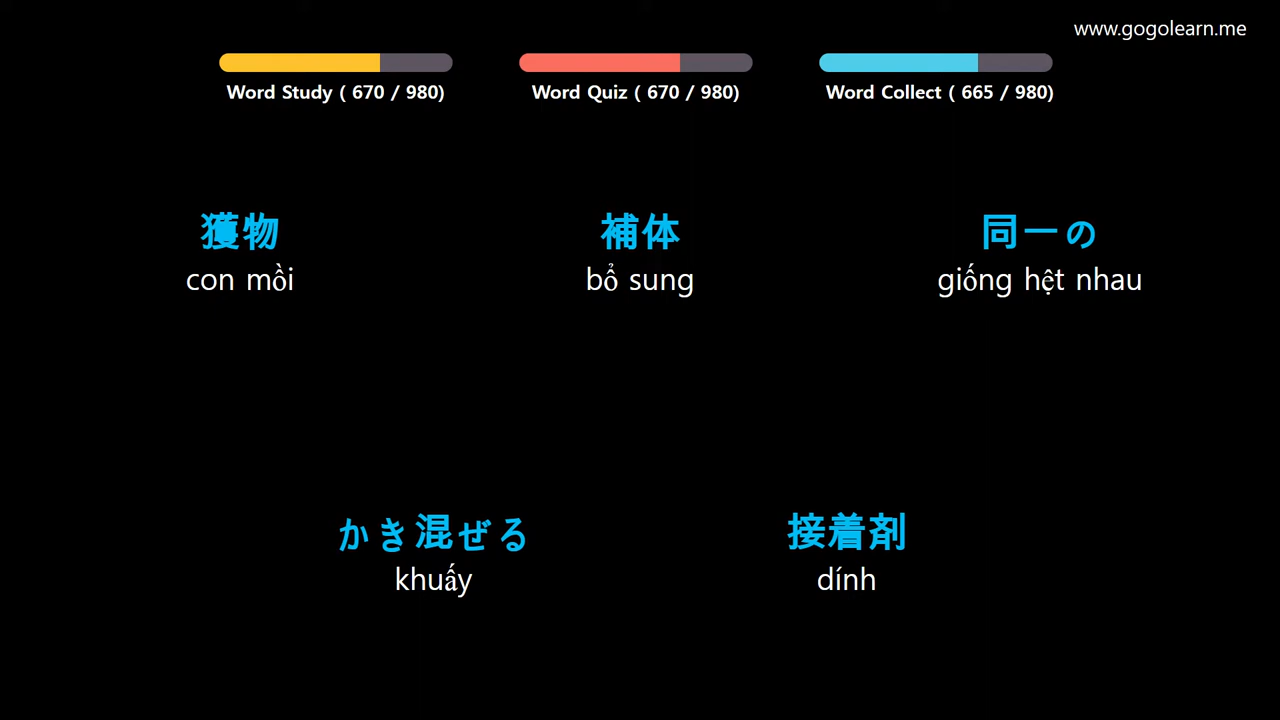 www.gogolearn.me
Word Study ( 670 / 980)
Word Quiz ( 670 / 980)
Word Collect ( 665 / 980)
獲物
con mồi
補体
bổ sung
同一の
giống hệt nhau
かき混ぜる
khuấy
接着剤
dính